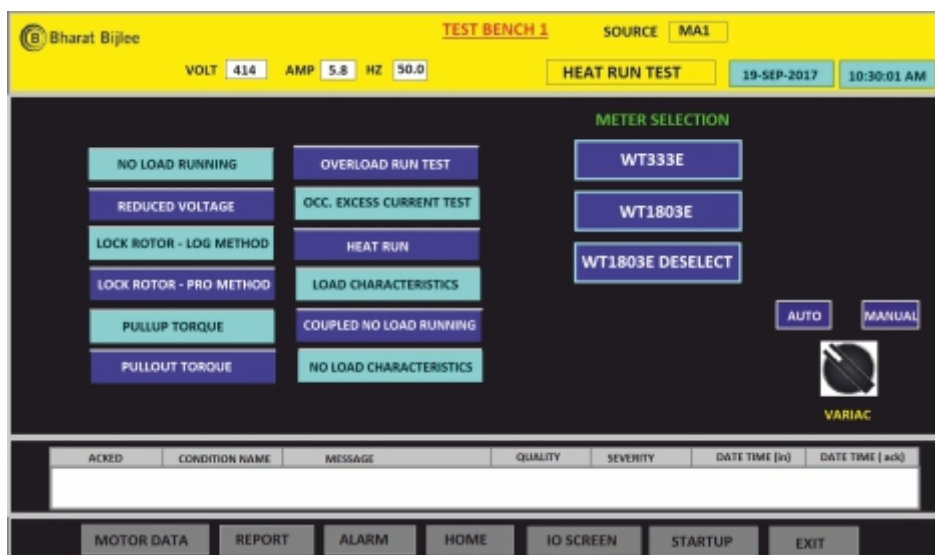 Bharat Bijlee
TEST BENCH 1
SOURCE MA1
VOLT 414 AMP 5.8 HZ 50.0
HEAT RUN TEST
19-SEP-2017
10:30:01 AM
METER SELECTION
NO LOAD RUNNING
REDUCED VOLTAGE
LOCK ROTOR - LOG METHOD
LOCK ROTOR - PRO METHOD
PULLUP TORQUE
PULLOUT TORQUE
OVERLOAD RUN TEST
OCC. EXCESS CURRENT TEST
HEAT RUN
LOAD CHARACTERISTICS
COUPLED NO LOAD RUNNING
NO LOAD CHARACTERISTICS
WT333E
WT1803E
WT1803E DESELECT
AUTO MANUAL
VARIAC
ACKED CONDITION NAME MESSAGE QUALITY SEVERITY DATE TIME (in) DATE TIME ( ack)
MOTOR DATA REPORT ALARM HOME IO SCREEN STARTUP EXIT